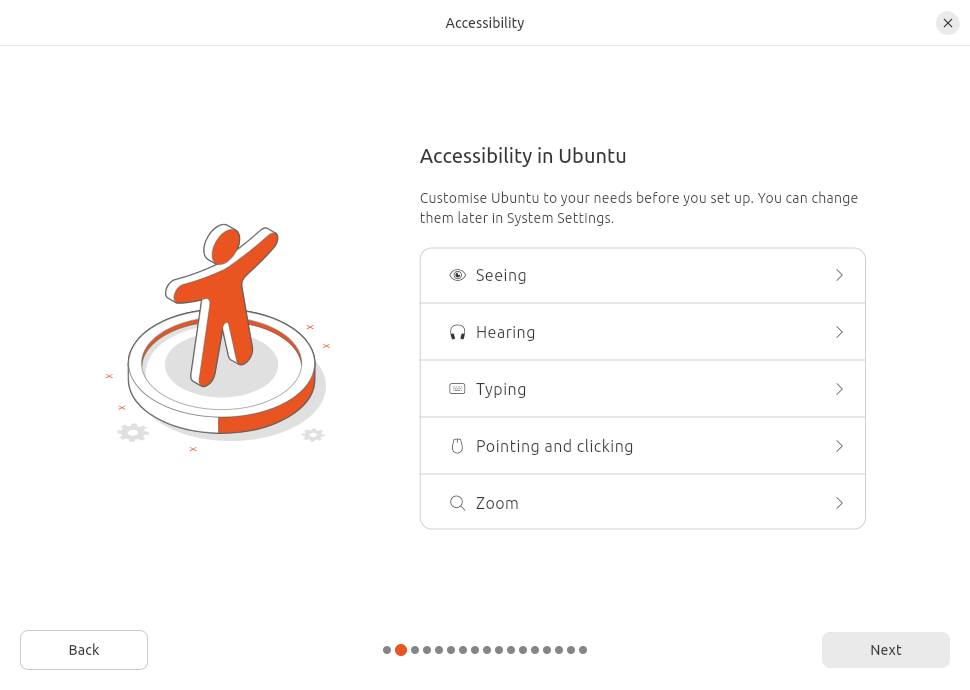 Accessibility
Accessibility in Ubuntu
Customise Ubuntu to your needs before you set up. You can change
them later in System Settings.
Seeing
Hearing
Typing
Pointing and clicking
Zoom
Back
Next